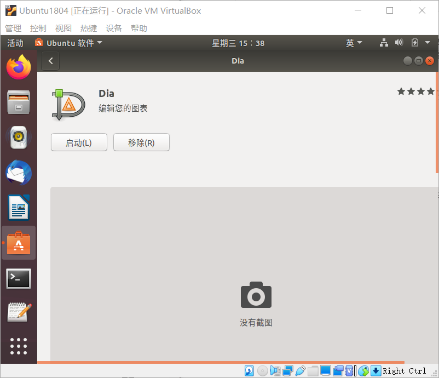 Ubuntu1804 [正在运行] - Oracle VM VirtualBox
管理 控制 视图 热键 设备 帮助
活动 Ubuntu 软件 星期三 15：38 英
Dia
Dia
编辑您的图表
启动(L) 移除(R)
没有截图
Right Ctrl